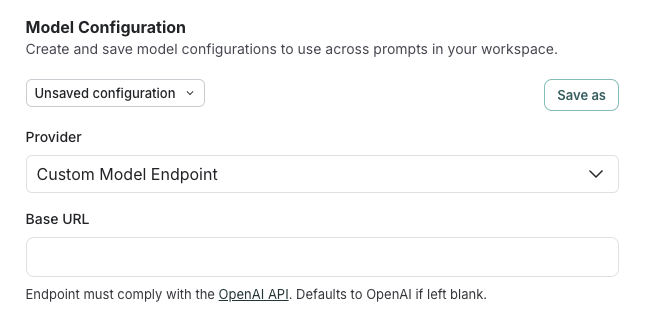 Model Configuration
Create and save model configurations to use across prompts in your workspace.
Unsaved configuration
Save as
Provider
Custom Model Endpoint
Base URL
Endpoint must comply with the OpenAI API. Defaults to OpenAI if left blank.